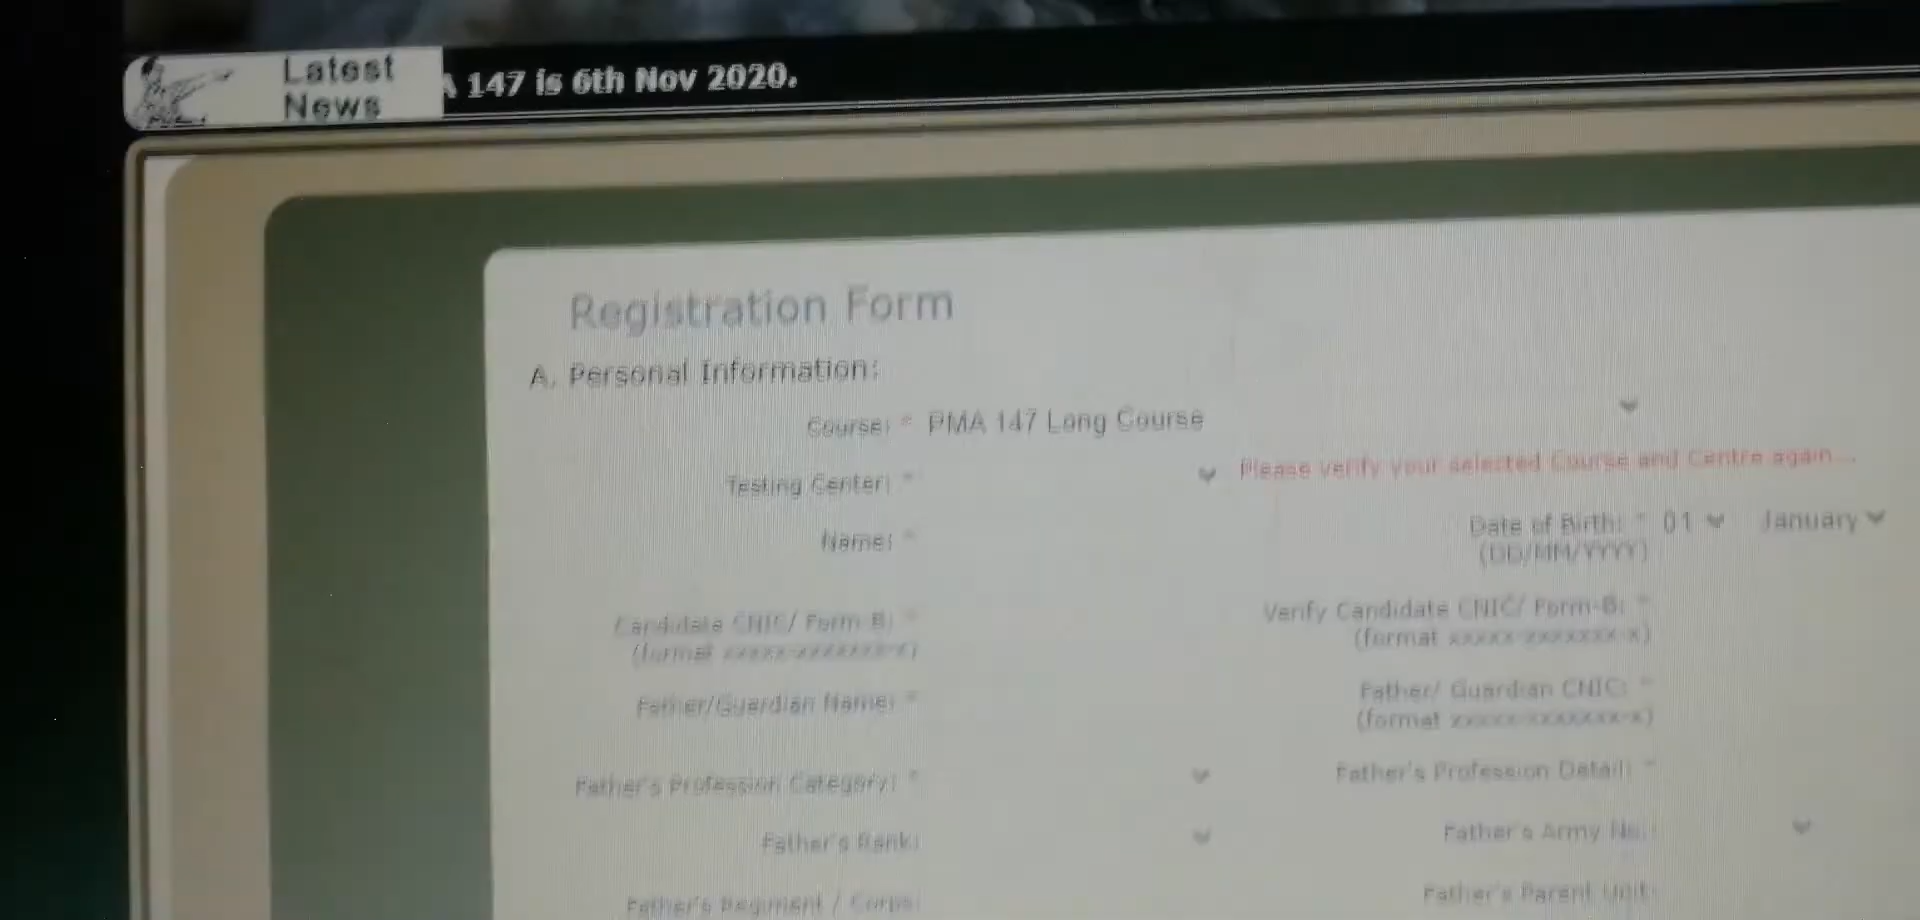 Latest
News
147 is 6th Nov 2020.
Registration Form
A. Personal Information:
Course: * PMA 147 Long Course
Testing Center: *
Please verify your selected Course and Centre again...
Name: *
Date of Birth: * 01 January
(DD/MM/YYYY)
Candidate CNIC/ Form-B: *
(format xxxxx-xxxxxxx-x)
Verify Candidate CNIC/ Form-B: *
(format xxxxx-xxxxxxx-x)
Father/Guardian Name: *
Father/ Guardian CNIC: *
(format xxxxx-xxxxxxx-x)
Father's Profession Category: *
Father's Profession Detail: *
Father's Rank:
Father's Army No.:
Father's Regiment / Corps:
Father's Parent Unit: